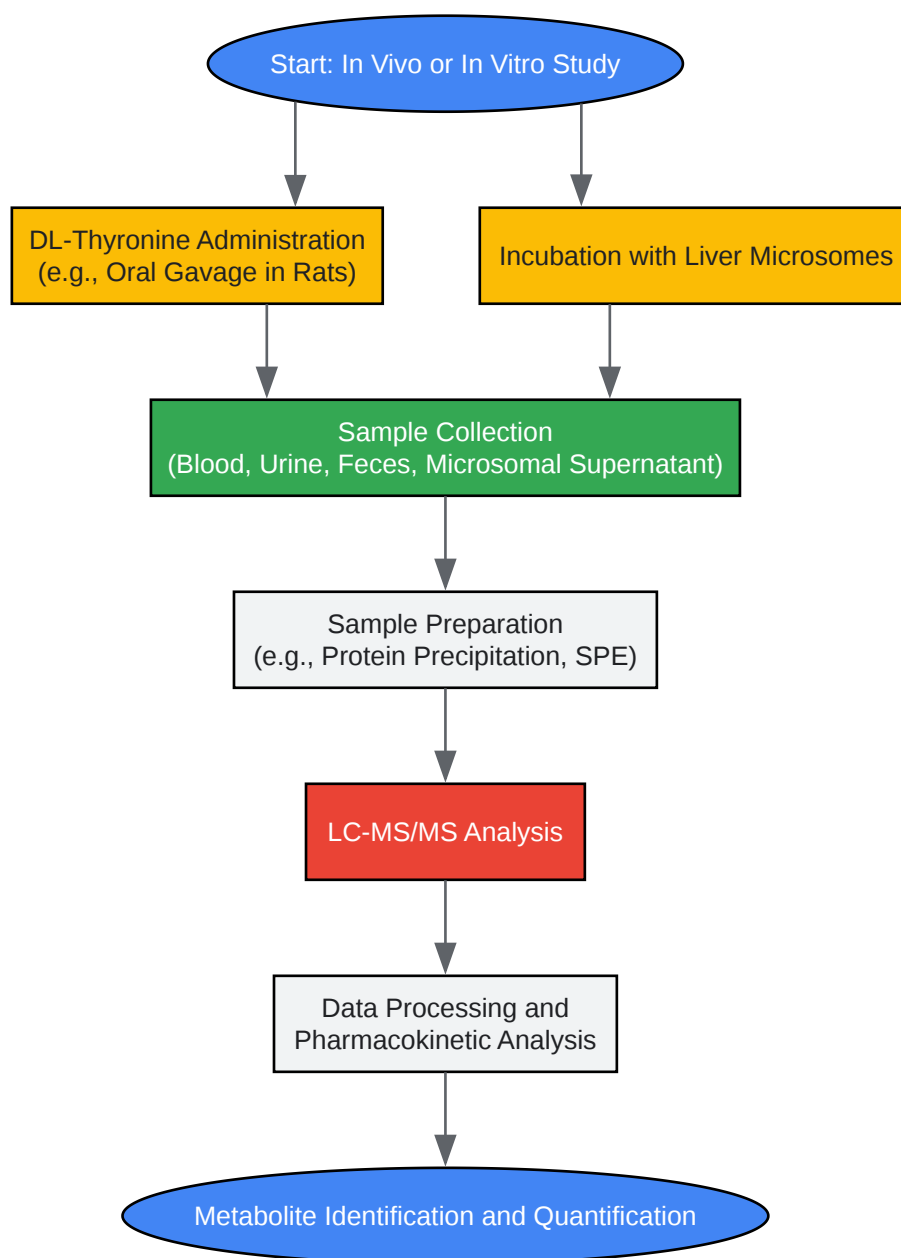 Start: In Vivo or In Vitro Study
DL-Thyronine Administration
(e.g., Oral Gavage in Rats)
Incubation with Liver Microsomes
Sample Collection
(Blood, Urine, Feces, Microsomal Supernatant)
Sample Preparation
(e.g., Protein Precipitation, SPE)
LC-MS/MS Analysis
Data Processing and
Pharmacokinetic Analysis
Metabolite Identification and Quantification